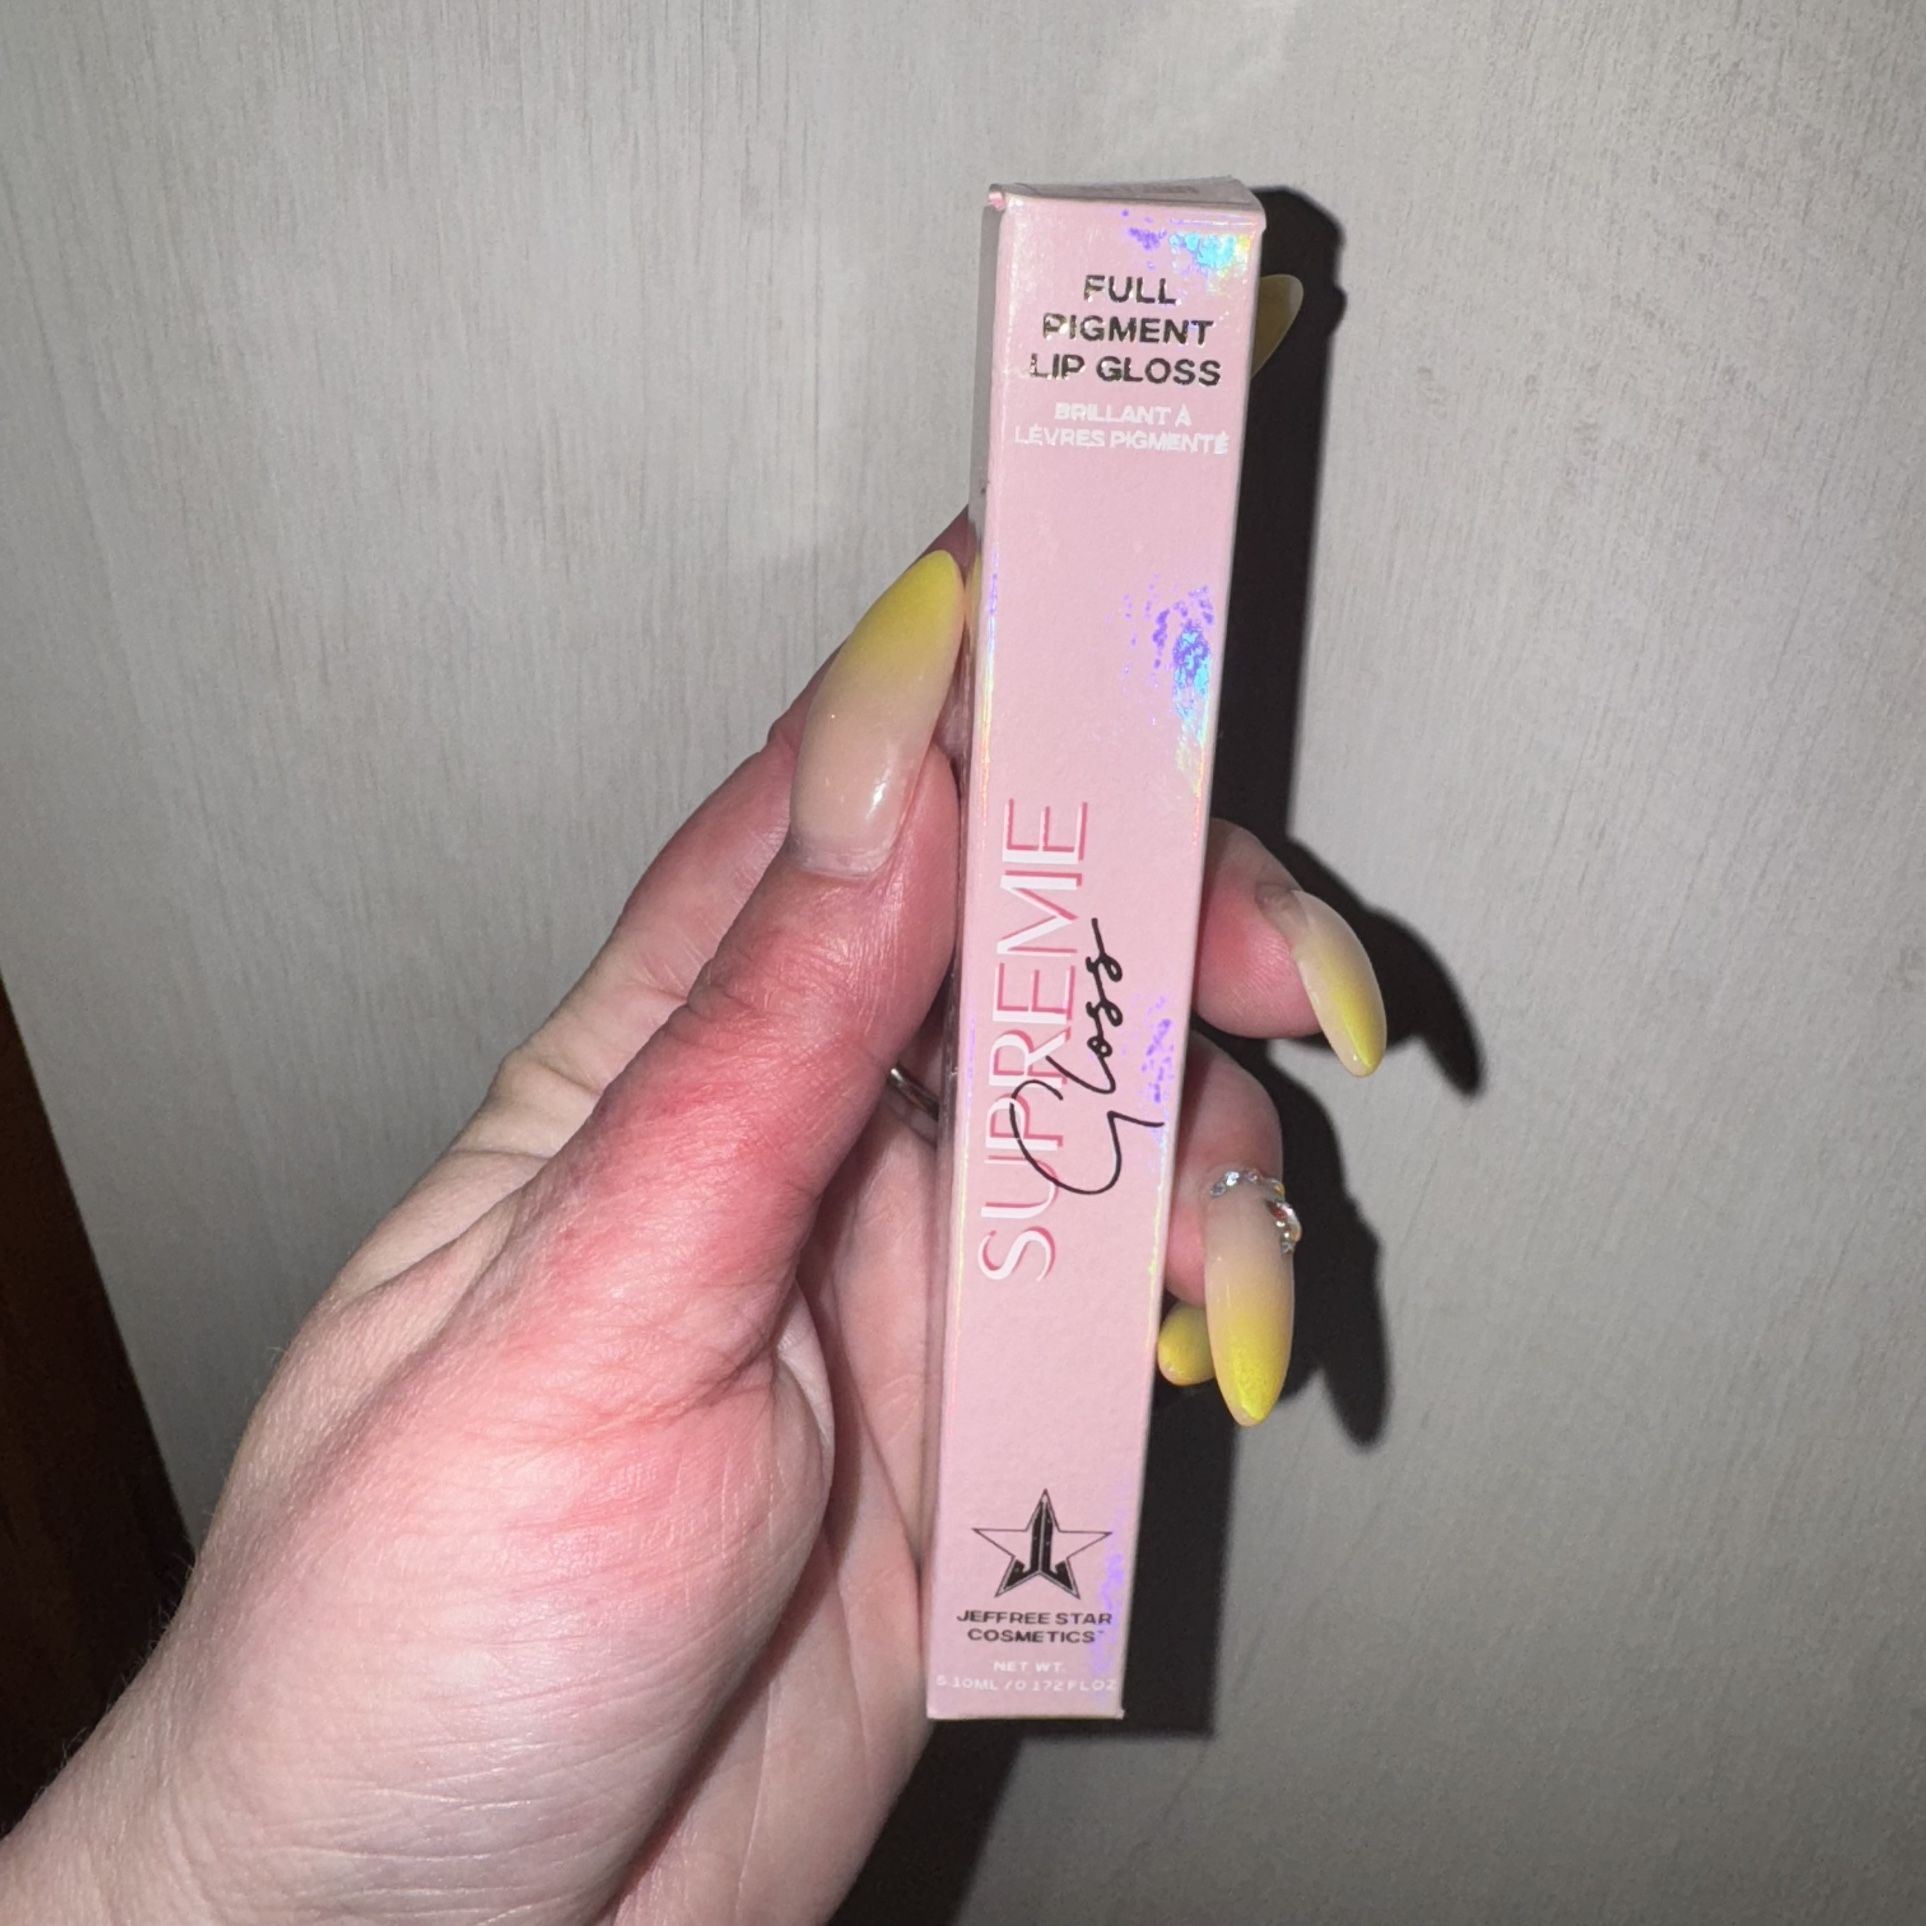 FULL
PIGMENT
LIP GLOSS
BRILLANT À
LÈVRES PIGMENTÉ
SUPREME
Gloss
JEFFREE STAR
COSMETICS
NET WT.
5.10ML / 0.172 FL OZ